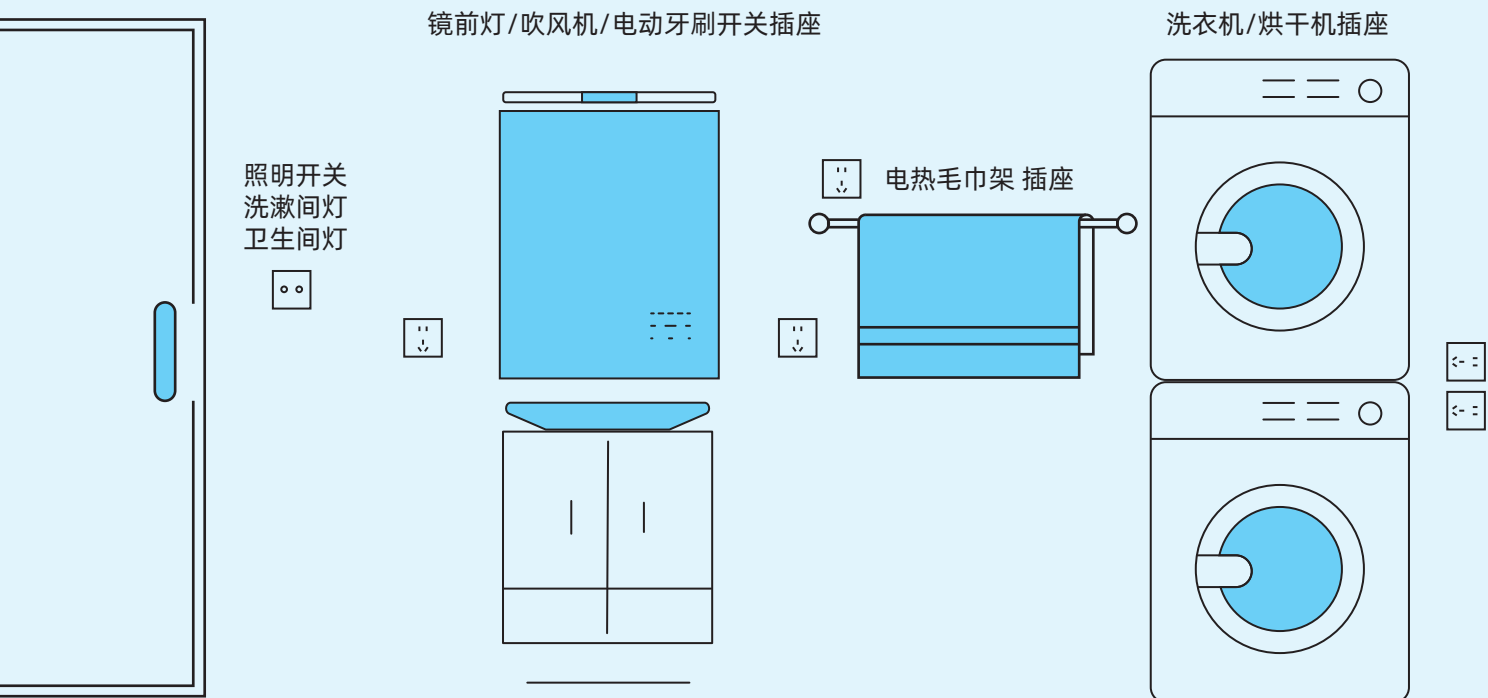 镜前灯/吹风机/电动牙刷开关插座
洗衣机/烘干机插座
照明开关
洗漱间灯
卫生间灯
电热毛巾架 插座